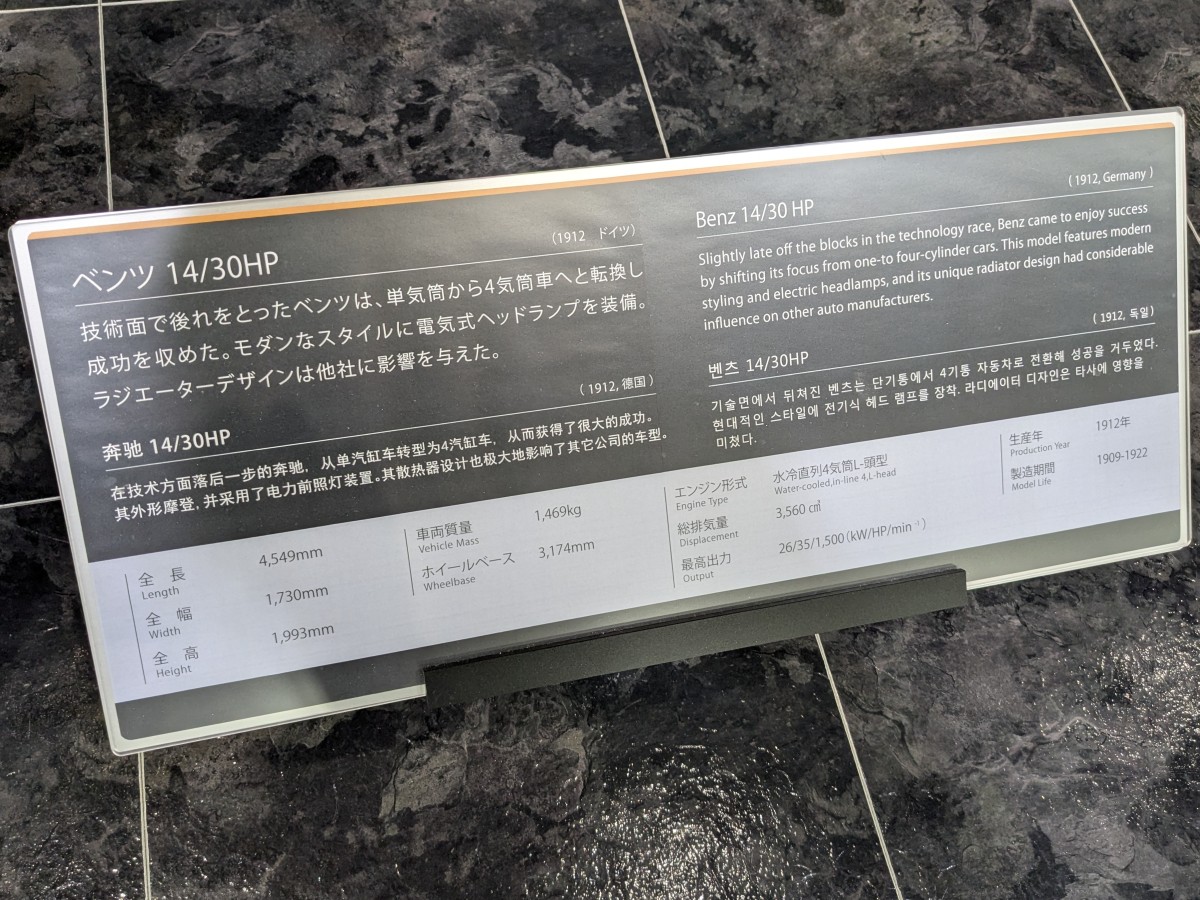 ベンツ 14/30HP
（1912　ドイツ）
技術面で後れをとったベンツは、単気筒から4気筒車へと転換し
成功を収めた。モダンなスタイルに電気式ヘッドランプを装備。
ラジエーターデザインは他社に影響を与えた。
奔驰 14/30HP
（1912, 德国）
在技术方面落后一步的奔驰，从单汽缸车转型为4汽缸车，从而获得了很大的成功。
其外形摩登，并采用了电力前照灯装置。其散热器设计也极大地影响了其它公司的车型。
Benz 14/30 HP
( 1912, Germany )
Slightly late off the blocks in the technology race, Benz came to enjoy success
by shifting its focus from one-to four-cylinder cars. This model features modern
styling and electric headlamps, and its unique radiator design had considerable
influence on other auto manufacturers.
벤츠 14/30HP
( 1912, 독일)
기술면에서 뒤쳐진 벤츠는 단기통에서 4기통 자동차로 전환해 성공을 거두었다.
현대적인 스타일에 전기식 헤드 램프를 장착. 라디에이터 디자인은 타사에 영향을
미쳤다.
全　長 4,549mm
Length
全　幅 1,730mm
Width
全　高 1,993mm
Height
車両質量 1,469kg
Vehicle Mass
ホイールベース 3,174mm
Wheelbase
エンジン形式 水冷直列4気筒L-頭型
Engine Type Water-cooled,in-line 4,L-head
総排気量 3,560 ㎤
Displacement
最高出力 26/35/1,500（kW/HP/min⁻¹）
Output
生産年 1912年
Production Year
製造期間 1909-1922
Model Life